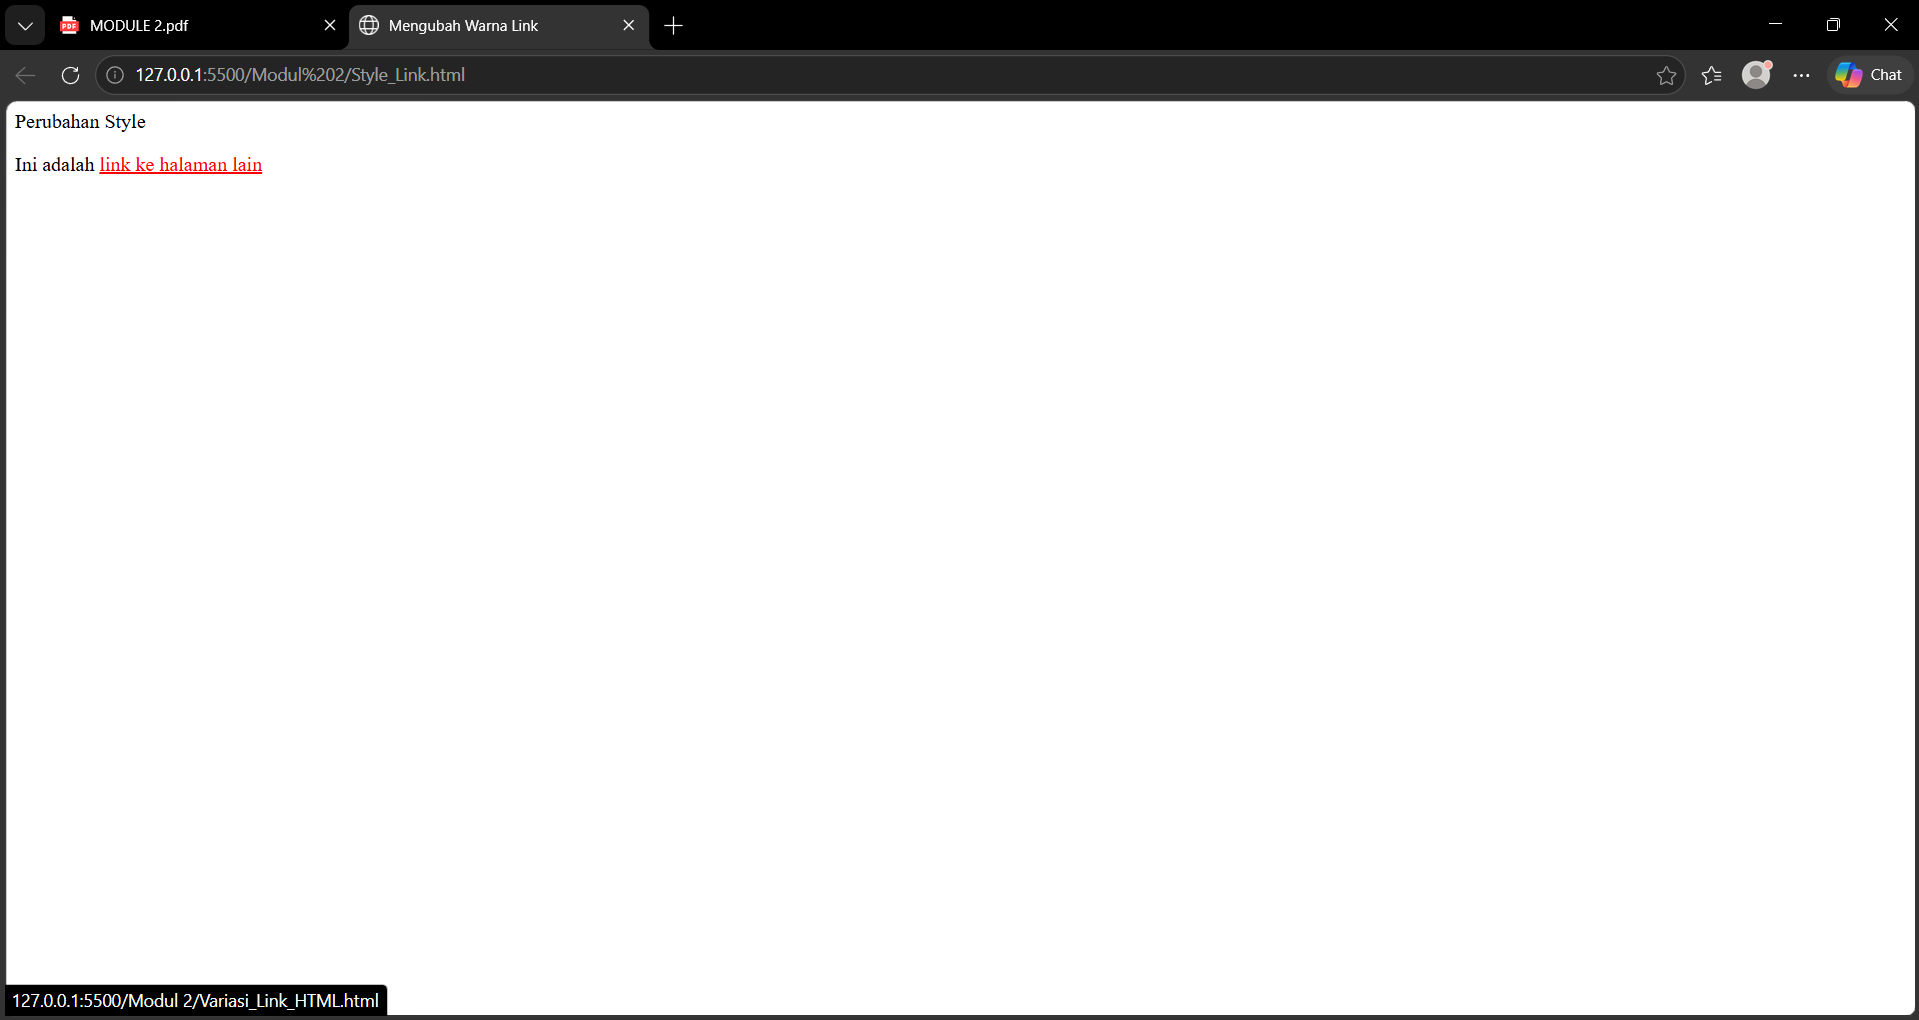 MODULE 2.pdf
Mengubah Warna Link
127.0.0.1:5500/Modul%202/Style_Link.html
Chat
Perubahan Style
Ini adalah link ke halaman lain
127.0.0.1:5500/Modul 2/Variasi_Link_HTML.html